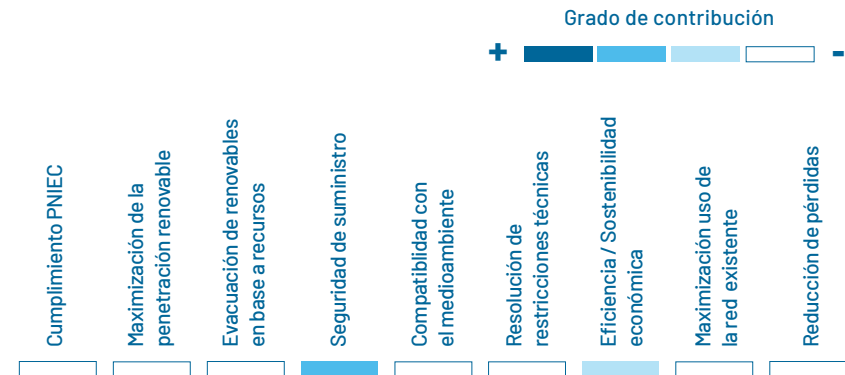 Grado de contribución
+ -
Cumplimiento PNIEC
Maximización de la
penetración renovable
Evacuación de renovables
en base a recursos
Seguridad de suministro
Compatiblidad con
el medioambiente
Resolución de
restricciones técnicas
Eficiencia / Sostenibilidad
económica
Maximización uso de
la red existente
Reducción de pérdidas